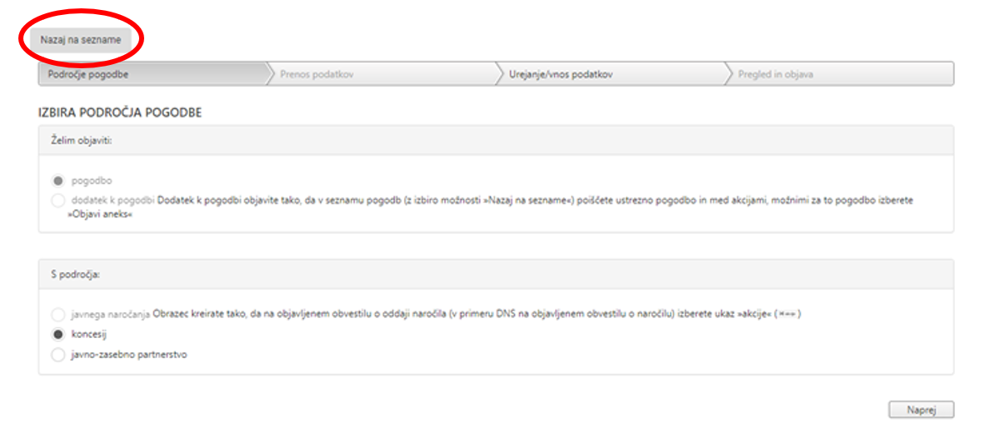 Nazaj na sezname
Področje pogodbe
Prenos podatkov
Urejanje/vnos podatkov
Pregled in objava
IZBIRA PODROČJA POGODBE
Želim objaviti:
pogodbo
dodatek k pogodbi Dodatek k pogodbi objavite tako, da v seznamu pogodb (z izbiro možnosti »Nazaj na sezname«) poiščete ustrezno pogodbo in med akcijami, možnimi za to pogodbo izberete
»Objavi aneks«
S področja:
javnega naročanja Obrazec kreirate tako, da na objavljenem obvestilu o oddaji naročila (v primeru DNS na objavljenem obvestilu o naročilu) izberete ukaz »akcije« ( )
koncesij
javno-zasebno partnerstvo
Naprej